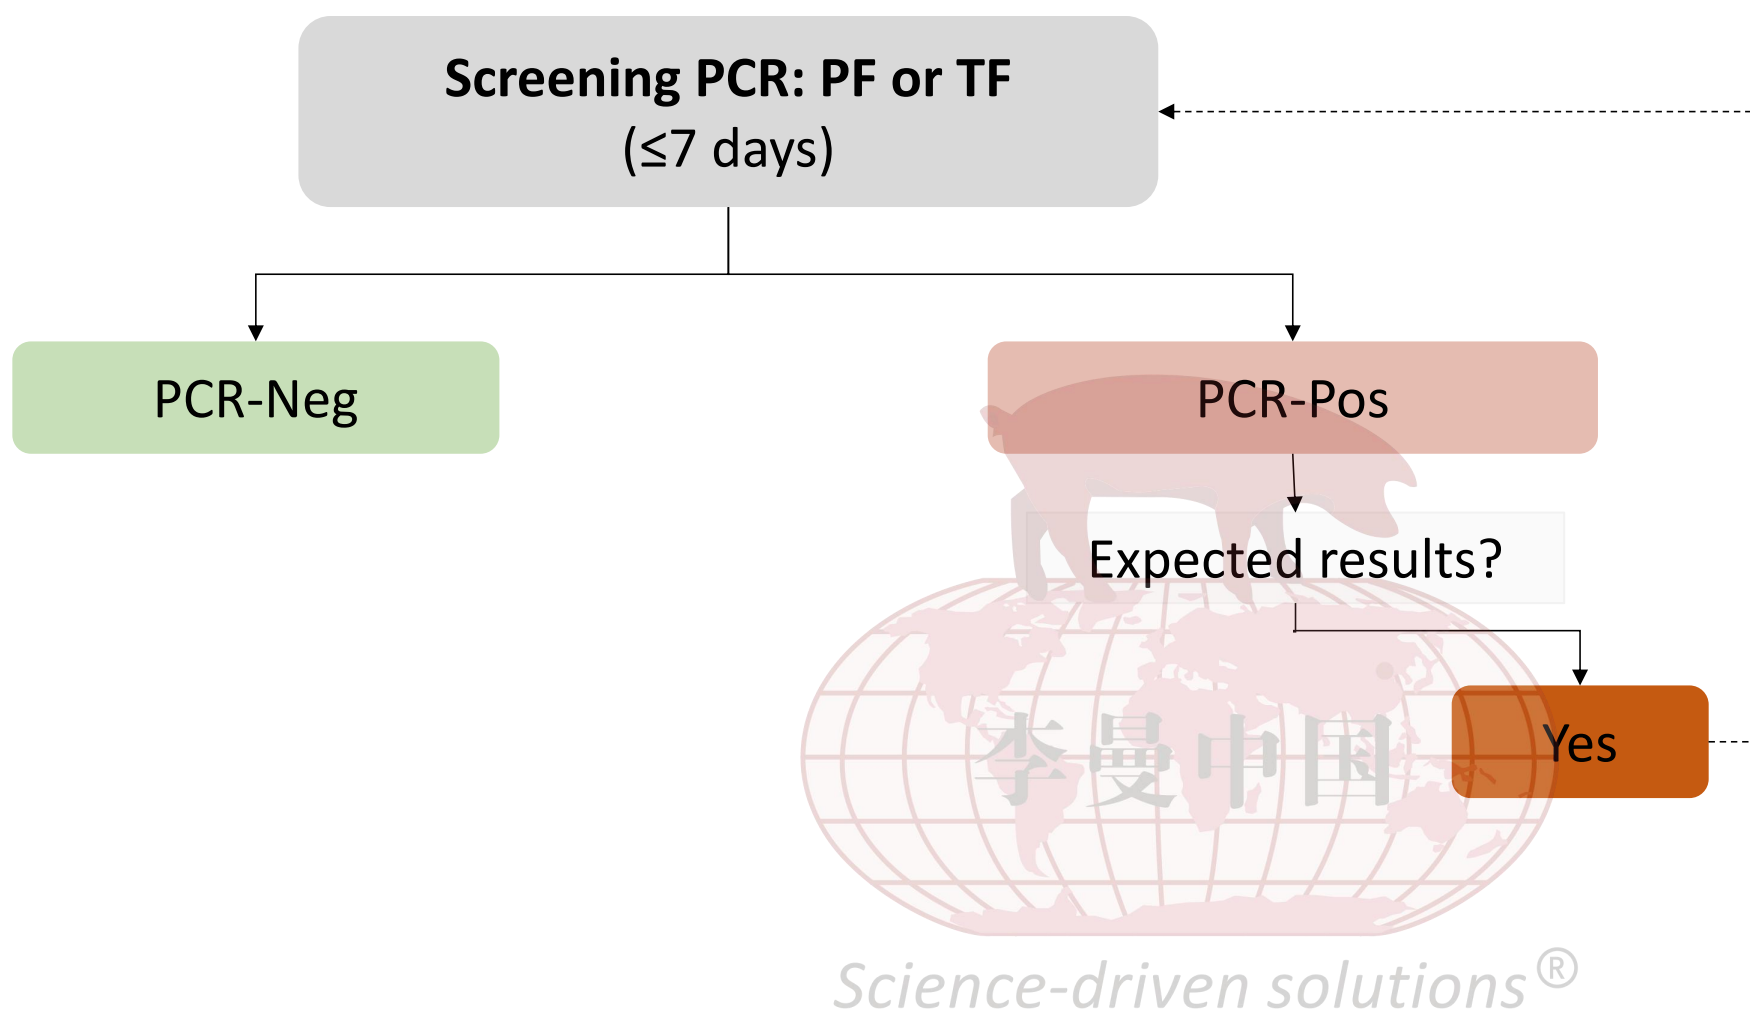 Screening PCR: PF or TF
(≤7 days)
PCR-Neg
PCR-Pos
Expected results?
Yes
李曼中国
Science-driven solutions®